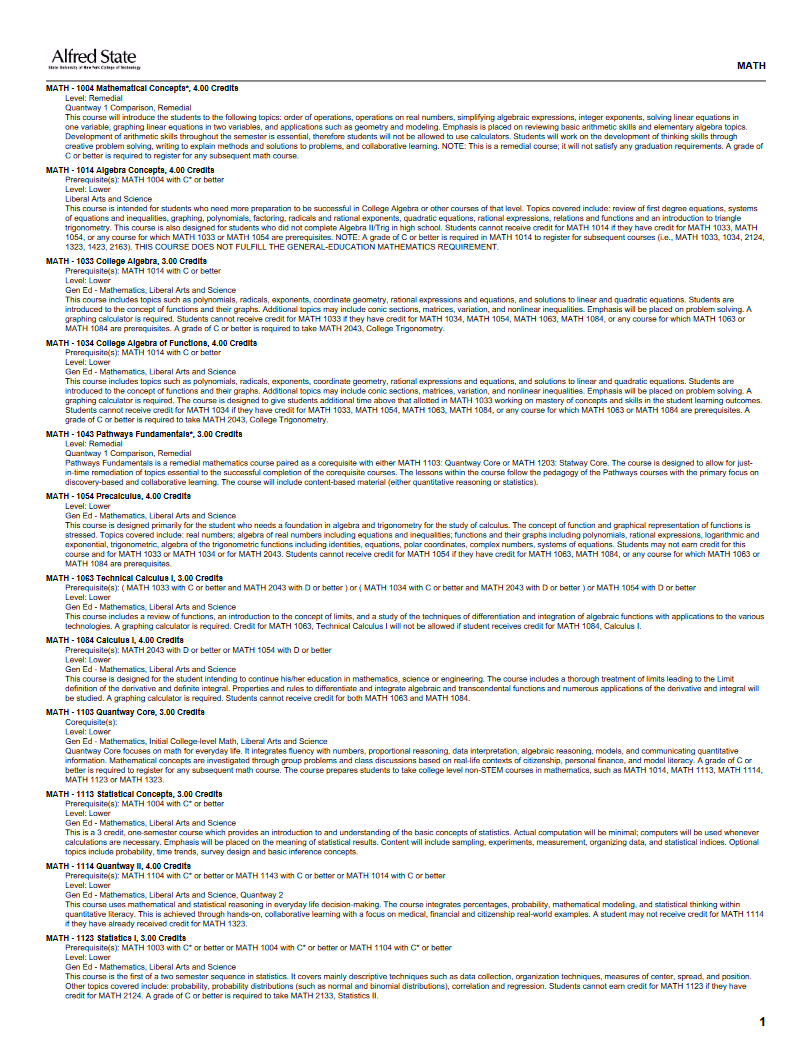 Alfred State
State University of New York College of Technology
MATH
MATH - 1004 Mathematical Concepts*, 4.00 Credits
Level: Remedial
Quantway 1 Comparison, Remedial
This course will introduce the students to the following topics: order of operations, operations on real numbers, simplifying algebraic expressions, integer exponents, solving linear equations in
one variable, graphing linear equations in two variables, and applications such as geometry and modeling. Emphasis is placed on reviewing basic arithmetic skills and elementary algebra topics.
Development of arithmetic skills throughout the semester is essential, therefore students will not be allowed to use calculators. Students will work on the development of thinking skills through
creative problem solving, writing to explain methods and solutions to problems, and collaborative learning. NOTE: This is a remedial course; it will not satisfy any graduation requirements. A grade of
C or better is required to register for any subsequent math course.
MATH - 1014 Algebra Concepts, 4.00 Credits
Prerequisite(s): MATH 1004 with C* or better
Level: Lower
Liberal Arts and Science
This course is intended for students who need more preparation to be successful in College Algebra or other courses of that level. Topics covered include: review of first degree equations, systems
of equations and inequalities, graphing, polynomials, factoring, radicals and rational exponents, quadratic equations, rational expressions, relations and functions and an introduction to triangle
trigonometry. This course is also designed for students who did not complete Algebra II/Trig in high school. Students cannot receive credit for MATH 1014 if they have credit for MATH 1033, MATH
1054, or any course for which MATH 1033 or MATH 1054 are prerequisites. NOTE: A grade of C or better is required in MATH 1014 to register for subsequent courses (i.e., MATH 1033, 1034, 2124,
1323, 1423, 2163). THIS COURSE DOES NOT FULFILL THE GENERAL-EDUCATION MATHEMATICS REQUIREMENT.
MATH - 1033 College Algebra, 3.00 Credits
Prerequisite(s): MATH 1014 with C or better
Level: Lower
Gen Ed - Mathematics, Liberal Arts and Science
This course includes topics such as polynomials, radicals, exponents, coordinate geometry, rational expressions and equations, and solutions to linear and quadratic equations. Students are
introduced to the concept of functions and their graphs. Additional topics may include conic sections, matrices, variation, and nonlinear inequalities. Emphasis will be placed on problem solving. A
graphing calculator is required. Students cannot receive credit for MATH 1033 if they have credit for MATH 1034, MATH 1054, MATH 1063, MATH 1084, or any course for which MATH 1063 or
MATH 1084 are prerequisites. A grade of C or better is required to take MATH 2043, College Trigonometry.
MATH - 1034 College Algebra of Functions, 4.00 Credits
Prerequisite(s): MATH 1014 with C or better
Level: Lower
Gen Ed - Mathematics, Liberal Arts and Science
This course includes topics such as polynomials, radicals, exponents, coordinate geometry, rational expressions and equations, and solutions to linear and quadratic equations. Students are
introduced to the concept of functions and their graphs. Additional topics may include conic sections, matrices, variation, and nonlinear inequalities. Emphasis will be placed on problem solving. A
graphing calculator is required. The course is designed to give students additional time above that allotted in MATH 1033 working on mastery of concepts and skills in the student learning outcomes.
Students cannot receive credit for MATH 1034 if they have credit for MATH 1033, MATH 1054, MATH 1063, MATH 1084, or any course for which MATH 1063 or MATH 1084 are prerequisites. A
grade of C or better is required to take MATH 2043, College Trigonometry.
MATH - 1043 Pathways Fundamentals*, 3.00 Credits
Level: Remedial
Quantway 1 Comparison, Remedial
Pathways Fundamentals is a remedial mathematics course paired as a corequisite with either MATH 1103: Quantway Core or MATH 1203: Statway Core. The course is designed to allow for just-
in-time remediation of topics essential to the successful completion of the corequisite courses. The lessons within the course follow the pedagogy of the Pathways courses with the primary focus on
discovery-based and collaborative learning. The course will include content-based material (either quantitative reasoning or statistics).
MATH - 1054 Precalculus, 4.00 Credits
Level: Lower
Gen Ed - Mathematics, Liberal Arts and Science
This course is designed primarily for the student who needs a foundation in algebra and trigonometry for the study of calculus. The concept of function and graphical representation of functions is
stressed. Topics covered include: real numbers; algebra of real numbers including equations and inequalities; functions and their graphs including polynomials, rational expressions, logarithmic and
exponential, trigonometric, algebra of the trigonometric functions including identities, equations, polar coordinates, complex numbers, systems of equations. Students may not earn credit for this
course and for MATH 1033 or MATH 1034 or for MATH 2043. Students cannot receive credit for MATH 1054 if they have credit for MATH 1063, MATH 1084, or any course for which MATH 1063 or
MATH 1084 are prerequisites.
MATH - 1063 Technical Calculus I, 3.00 Credits
Prerequisite(s): ( MATH 1033 with C or better and MATH 2043 with D or better ) or ( MATH 1034 with C or better and MATH 2043 with D or better ) or MATH 1054 with D or better
Level: Lower
Gen Ed - Mathematics, Liberal Arts and Science
This course includes a review of functions, an introduction to the concept of limits, and a study of the techniques of differentiation and integration of algebraic functions with applications to the various
technologies. A graphing calculator is required. Credit for MATH 1063, Technical Calculus I will not be allowed if student receives credit for MATH 1084, Calculus I.
MATH - 1084 Calculus I, 4.00 Credits
Prerequisite(s): MATH 2043 with D or better or MATH 1054 with D or better
Level: Lower
Gen Ed - Mathematics, Liberal Arts and Science
This course is designed for the student intending to continue his/her education in mathematics, science or engineering. The course includes a thorough treatment of limits leading to the Limit
definition of the derivative and definite integral. Properties and rules to differentiate and integrate algebraic and transcendental functions and numerous applications of the derivative and integral will
be studied. A graphing calculator is required. Students cannot receive credit for both MATH 1063 and MATH 1084.
MATH - 1103 Quantway Core, 3.00 Credits
Corequisite(s):
Level: Lower
Gen Ed - Mathematics, Initial College-level Math, Liberal Arts and Science
Quantway Core focuses on math for everyday life. It integrates fluency with numbers, proportional reasoning, data interpretation, algebraic reasoning, models, and communicating quantitative
information. Mathematical concepts are investigated through group problems and class discussions based on real-life contexts of citizenship, personal finance, and model literacy. A grade of C or
better is required to register for any subsequent math course. The course prepares students to take college level non-STEM courses in mathematics, such as MATH 1014, MATH 1113, MATH 1114,
MATH 1123 or MATH 1323.
MATH - 1113 Statistical Concepts, 3.00 Credits
Prerequisite(s): MATH 1004 with C* or better
Level: Lower
Gen Ed - Mathematics, Liberal Arts and Science
This is a 3 credit, one-semester course which provides an introduction to and understanding of the basic concepts of statistics. Actual computation will be minimal; computers will be used whenever
calculations are necessary. Emphasis will be placed on the meaning of statistical results. Content will include sampling, experiments, measurement, organizing data, and statistical indices. Optional
topics include probability, time trends, survey design and basic inference concepts.
MATH - 1114 Quantway II, 4.00 Credits
Prerequisite(s): MATH 1104 with C* or better or MATH 1143 with C or better or MATH 1014 with C or better
Level: Lower
Gen Ed - Mathematics, Liberal Arts and Science, Quantway 2
This course uses mathematical and statistical reasoning in everyday life decision-making. The course integrates percentages, probability, mathematical modeling, and statistical thinking within
quantitative literacy. This is achieved through hands-on, collaborative learning with a focus on medical, financial and citizenship real-world examples. A student may not receive credit for MATH 1114
if they have already received credit for MATH 1323.
MATH - 1123 Statistics I, 3.00 Credits
Prerequisite(s): MATH 1003 with C* or better or MATH 1004 with C* or better or MATH 1104 with C* or better
Level: Lower
Gen Ed - Mathematics, Liberal Arts and Science
This course is the first of a two semester sequence in statistics. It covers mainly descriptive techniques such as data collection, organization techniques, measures of center, spread, and position.
Other topics covered include: probability, probability distributions (such as normal and binomial distributions), correlation and regression. Students cannot earn credit for MATH 1123 if they have
credit for MATH 2124. A grade of C or better is required to take MATH 2133, Statistics II.
1